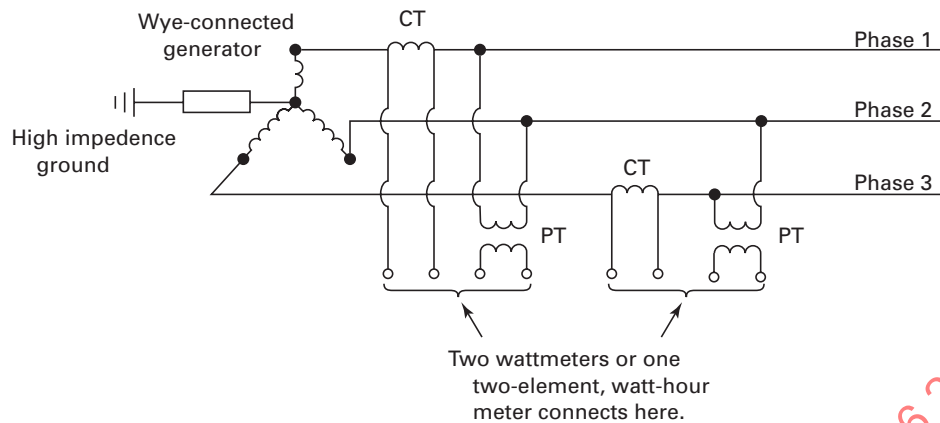 Wye-connected
generator
CT
Phase 1
Phase 2
High impedence
ground
CT
Phase 3
PT
PT
Two wattmeters or one
two-element, watt-hour
meter connects here.